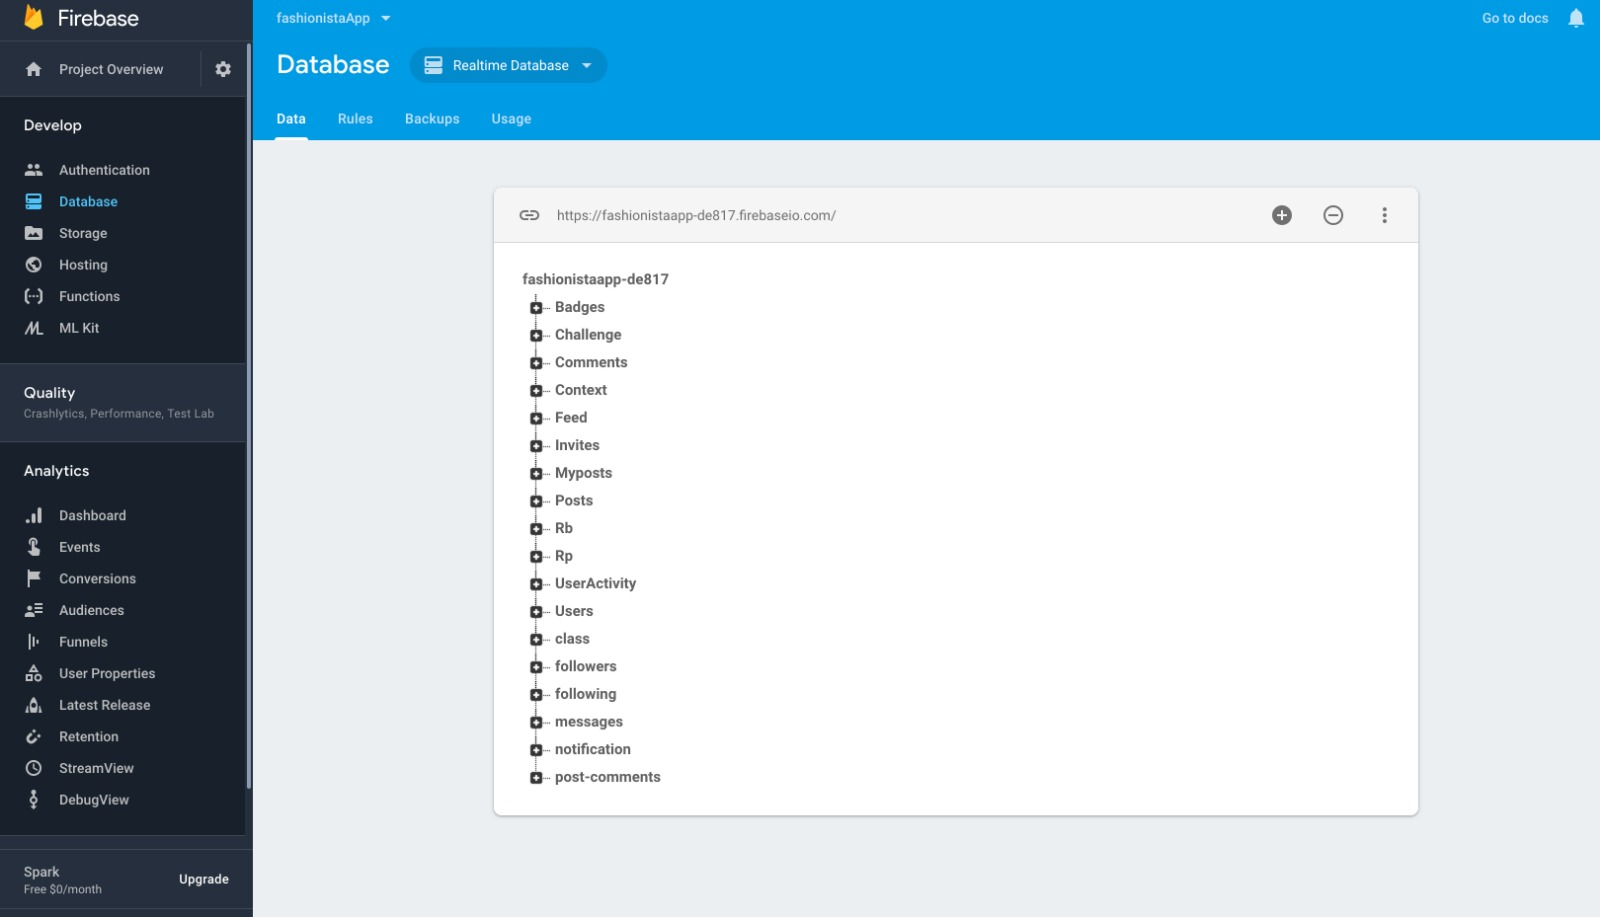 Firebase
Project Overview
Develop
Authentication
Database
Storage
Hosting
Functions
ML Kit
Quality
Crashlytics, Performance, Test Lab
Analytics
Dashboard
Events
Conversions
Audiences
Funnels
User Properties
Latest Release
Retention
StreamView
DebugView
Spark
Free $0/month
Upgrade
fashionistaApp
Go to docs
Database
Realtime Database
Data Rules Backups Usage
https://fashionistaapp-de817.firebaseio.com/
fashionistaapp-de817
Badges
Challenge
Comments
Context
Feed
Invites
Myposts
Posts
Rb
Rp
UserActivity
Users
class
followers
following
messages
notification
post-comments